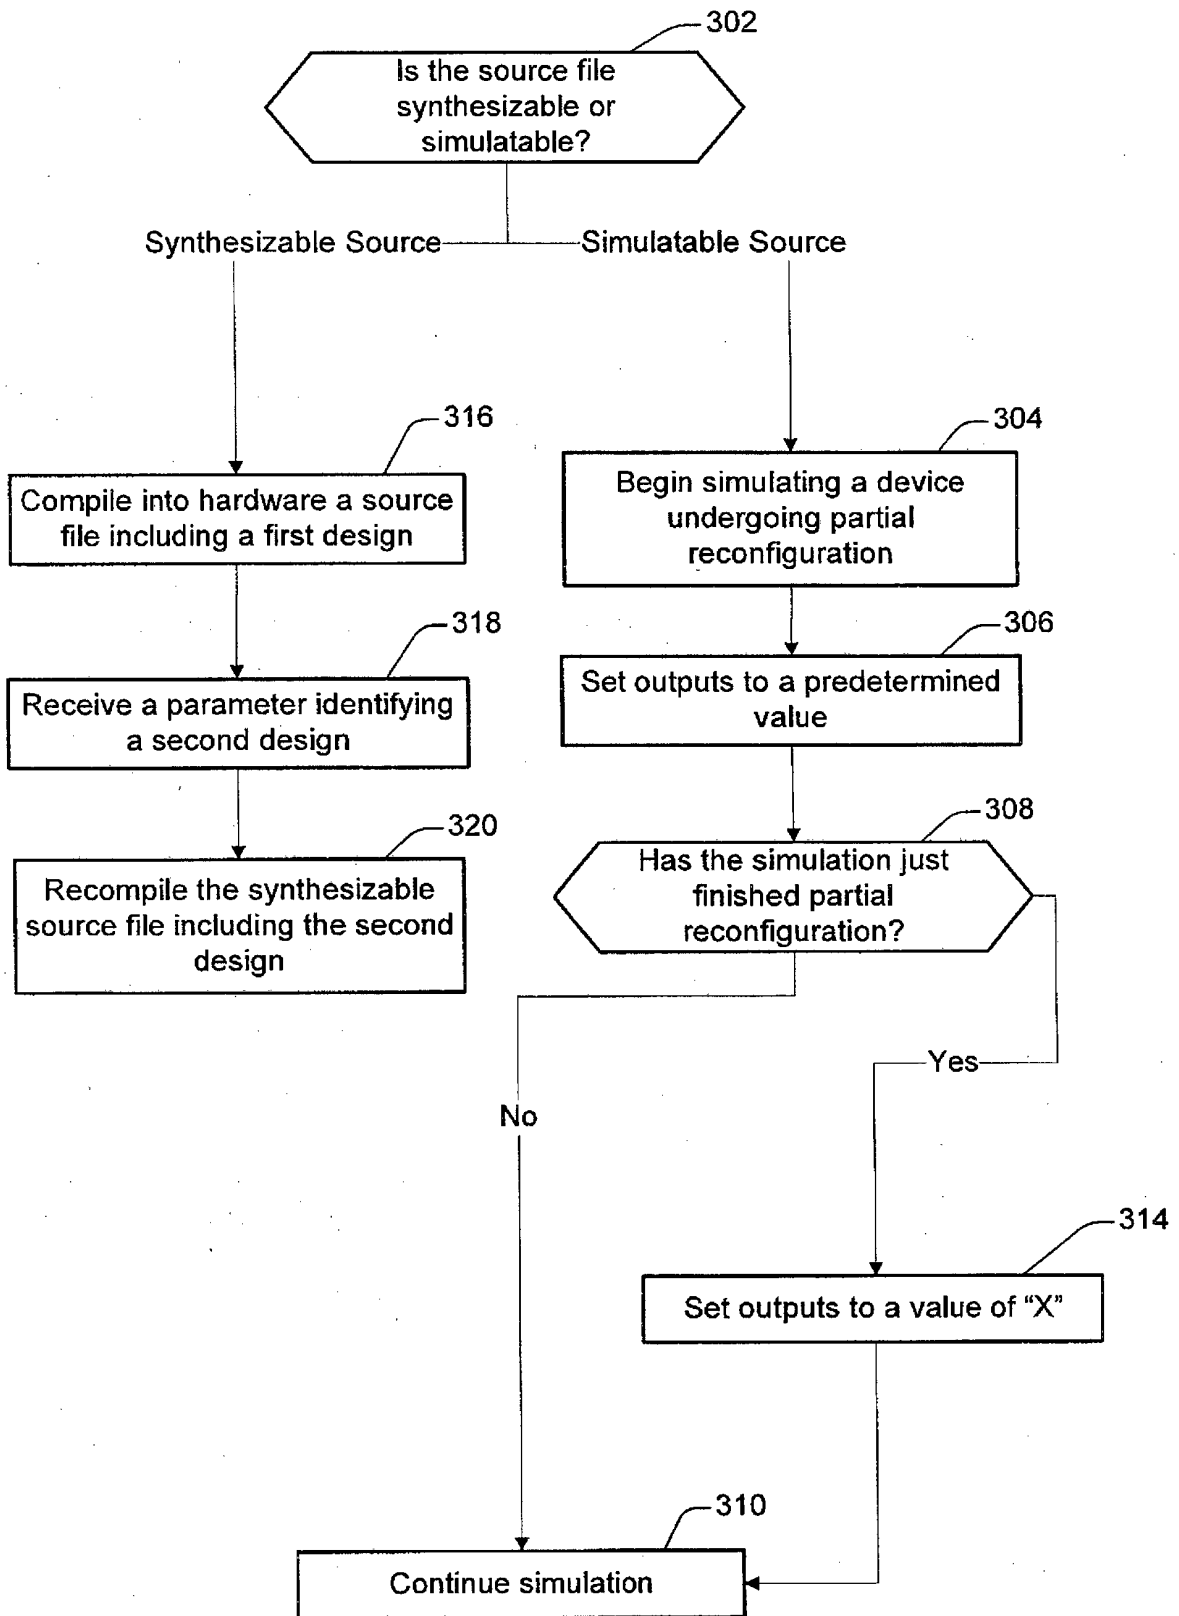 302
Is the source file
synthesizable or
simulatable?
Synthesizable Source
Simulatable Source
316
Compile into hardware a source
file including a first design
304
Begin simulating a device
undergoing partial
reconfiguration
318
Receive a parameter identifying
a second design
306
Set outputs to a predetermined
value
320
Recompile the synthesizable
source file including the second
design
308
Has the simulation just
finished partial
reconfiguration?
Yes
No
314
Set outputs to a value of “X”
310
Continue simulation